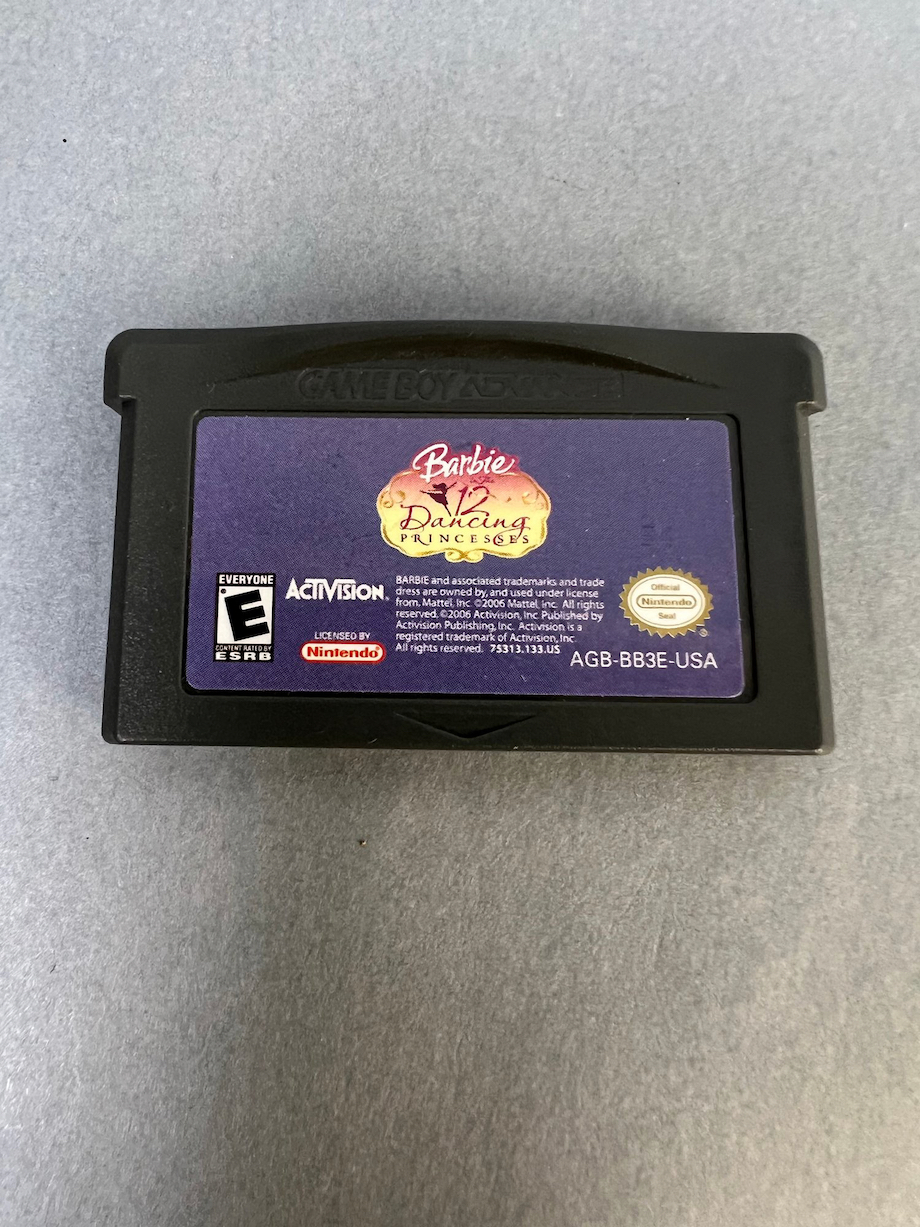 GAME BOY ADVANCE
Barbie
in The
12
Dancing
PRINCESSES
EVERYONE
E
CONTENT RATED BY
ESRB
ACTIVISION®
LICENSED BY
Nintendo®
BARBIE and associated trademarks and trade
dress are owned by, and used under license
from, Mattel, Inc. ©2006 Mattel, Inc. All rights
reserved. ©2006 Activision, Inc. Published by
Activision Publishing, Inc. Activision is a
registered trademark of Activision, Inc.
All rights reserved. 75313.133.US
Official
Nintendo
Seal
®
AGB-BB3E-USA